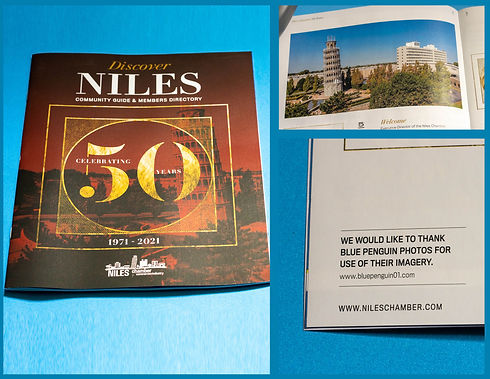 Discover
NILES
COMMUNITY GUIDE & MEMBERS DIRECTORY
CELEBRATING
50
YEARS
1971 - 2021
NILES chamber
Welcome
Executive Director of the Niles Chamber
WE WOULD LIKE TO THANK
BLUE PENGUIN PHOTOS FOR
USE OF THEIR IMAGERY.
www.bluepenguin01.com
WWW.NILESCHAMBER.COM